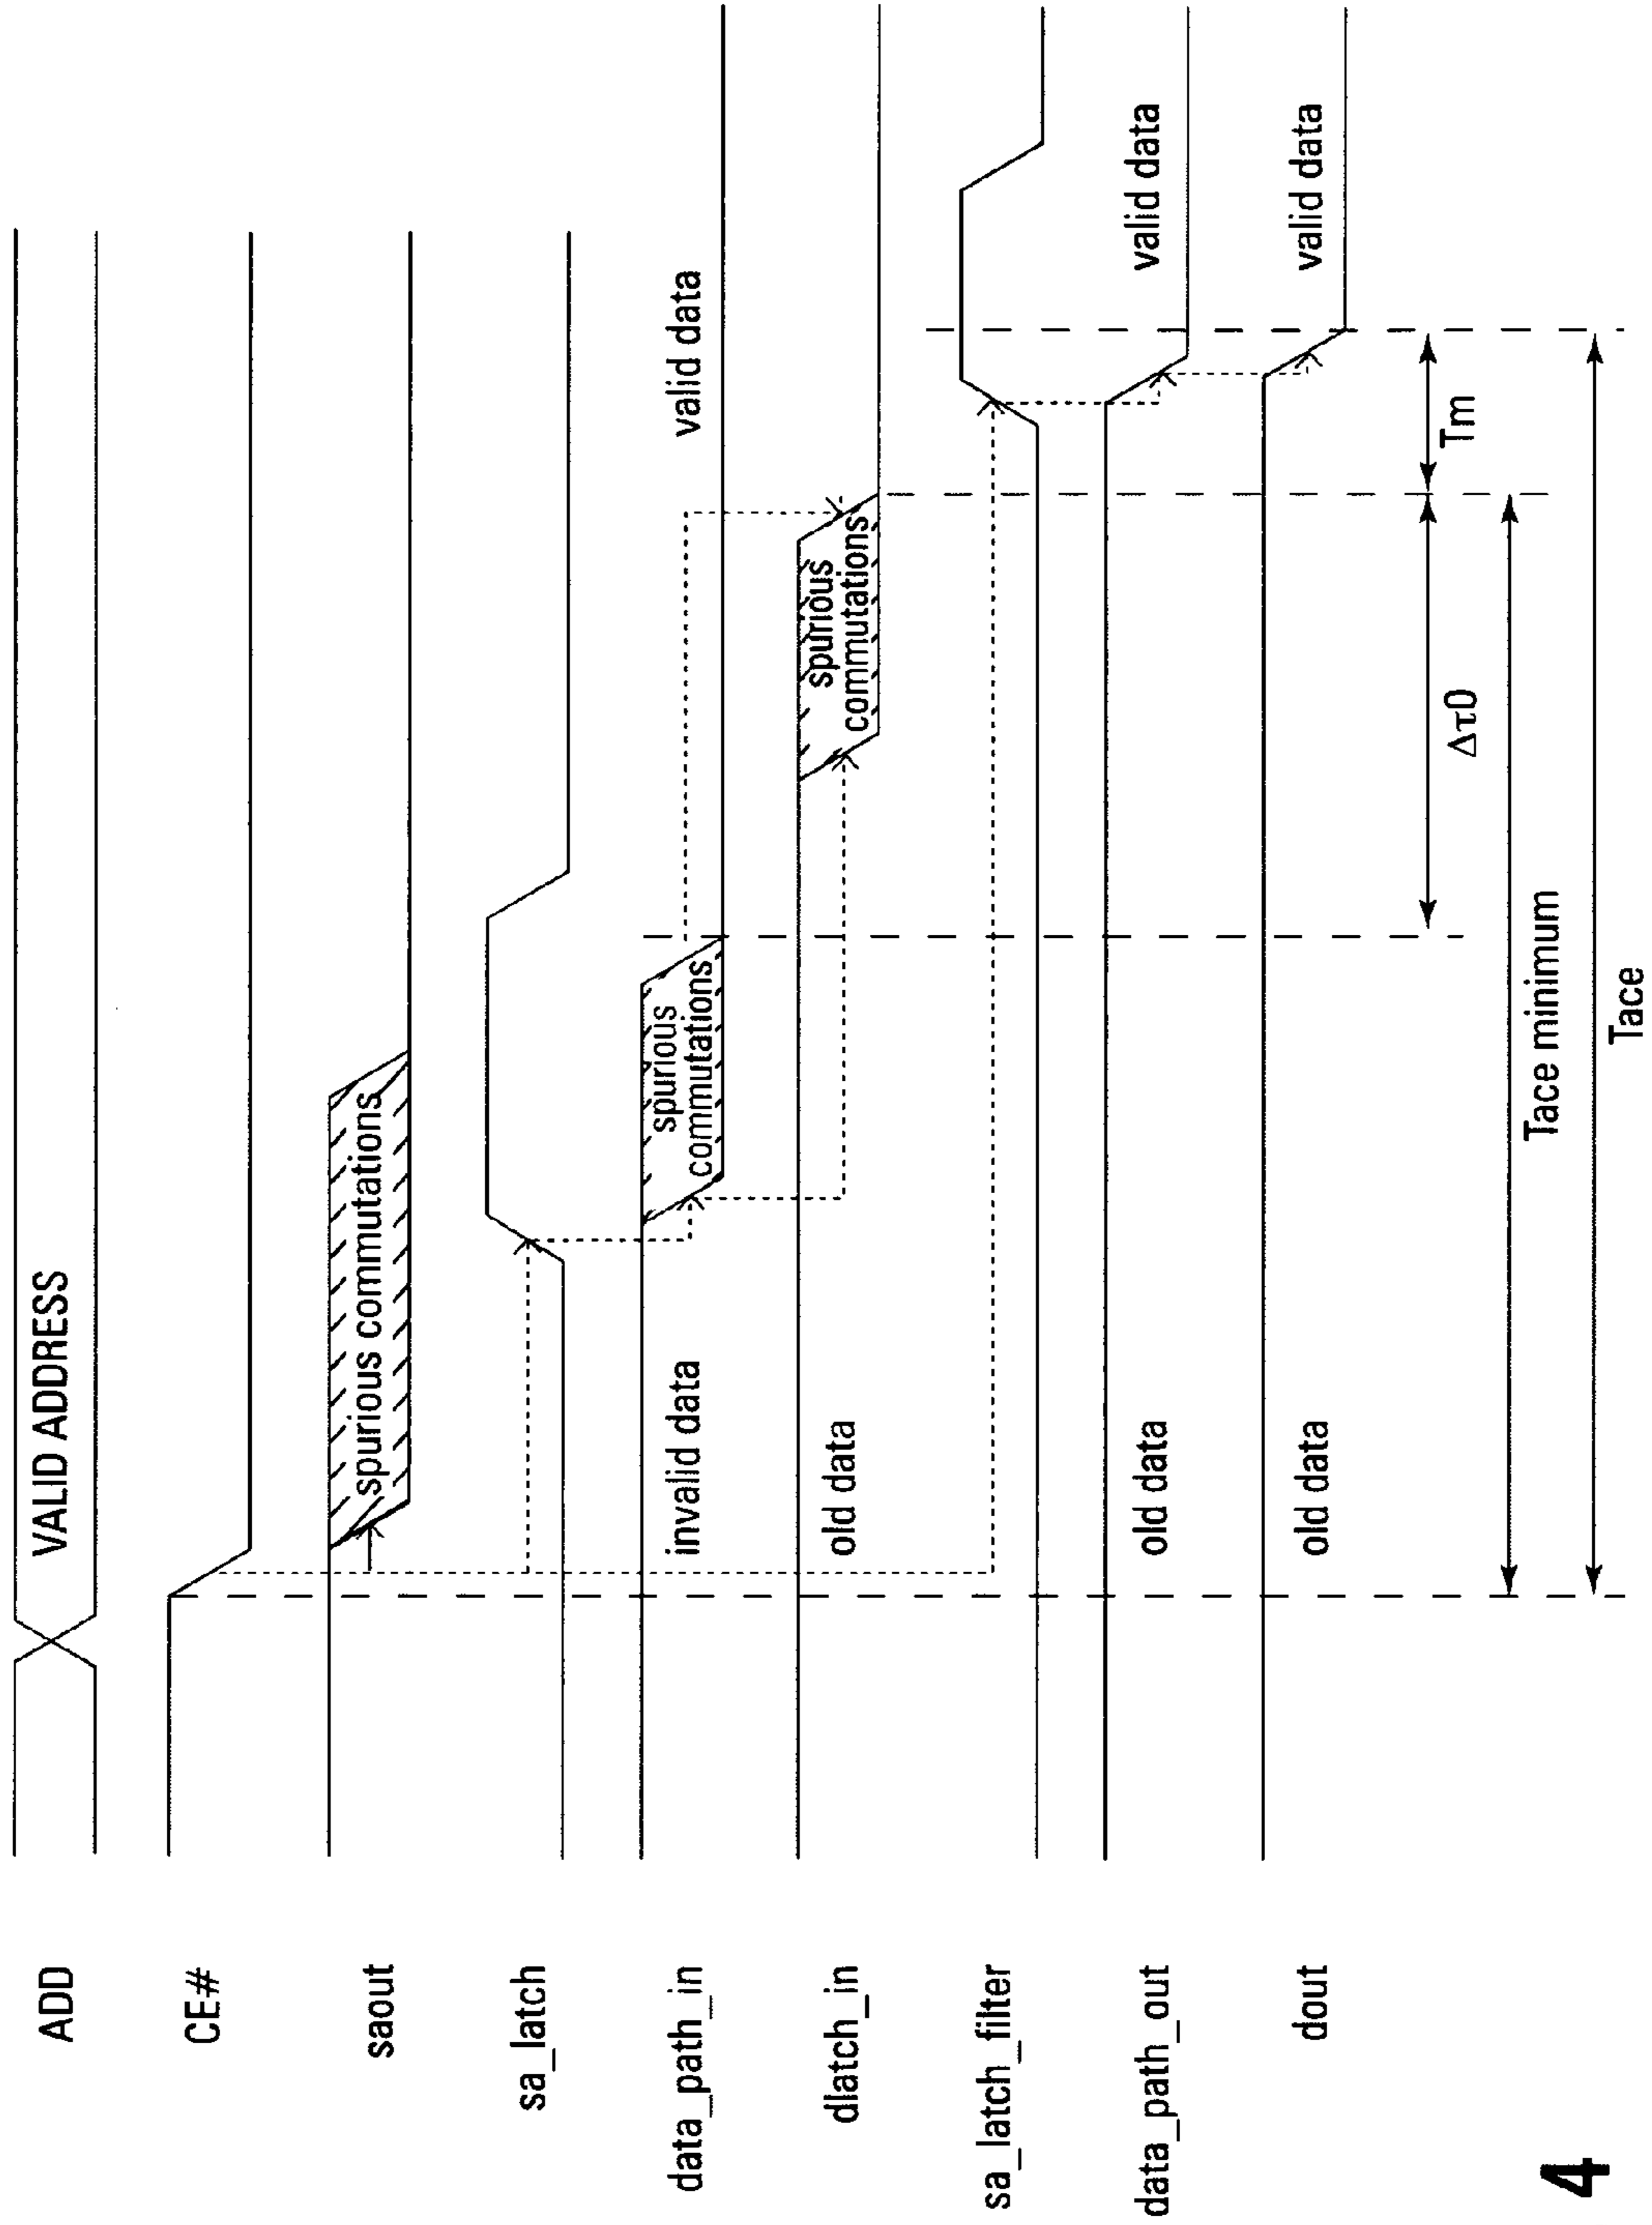 ADD
VALID ADDRESS
CE#
saout
spurious commutations
sa_latch
data_path_in
invalid data
spurious
commutations
valid data
dlatch_in
old data
spurious
commutations
sa_latch_filter
data_path_out
old data
valid data
dout
old data
valid data
Δτ0
Tm
Tace minimum
Tace
4